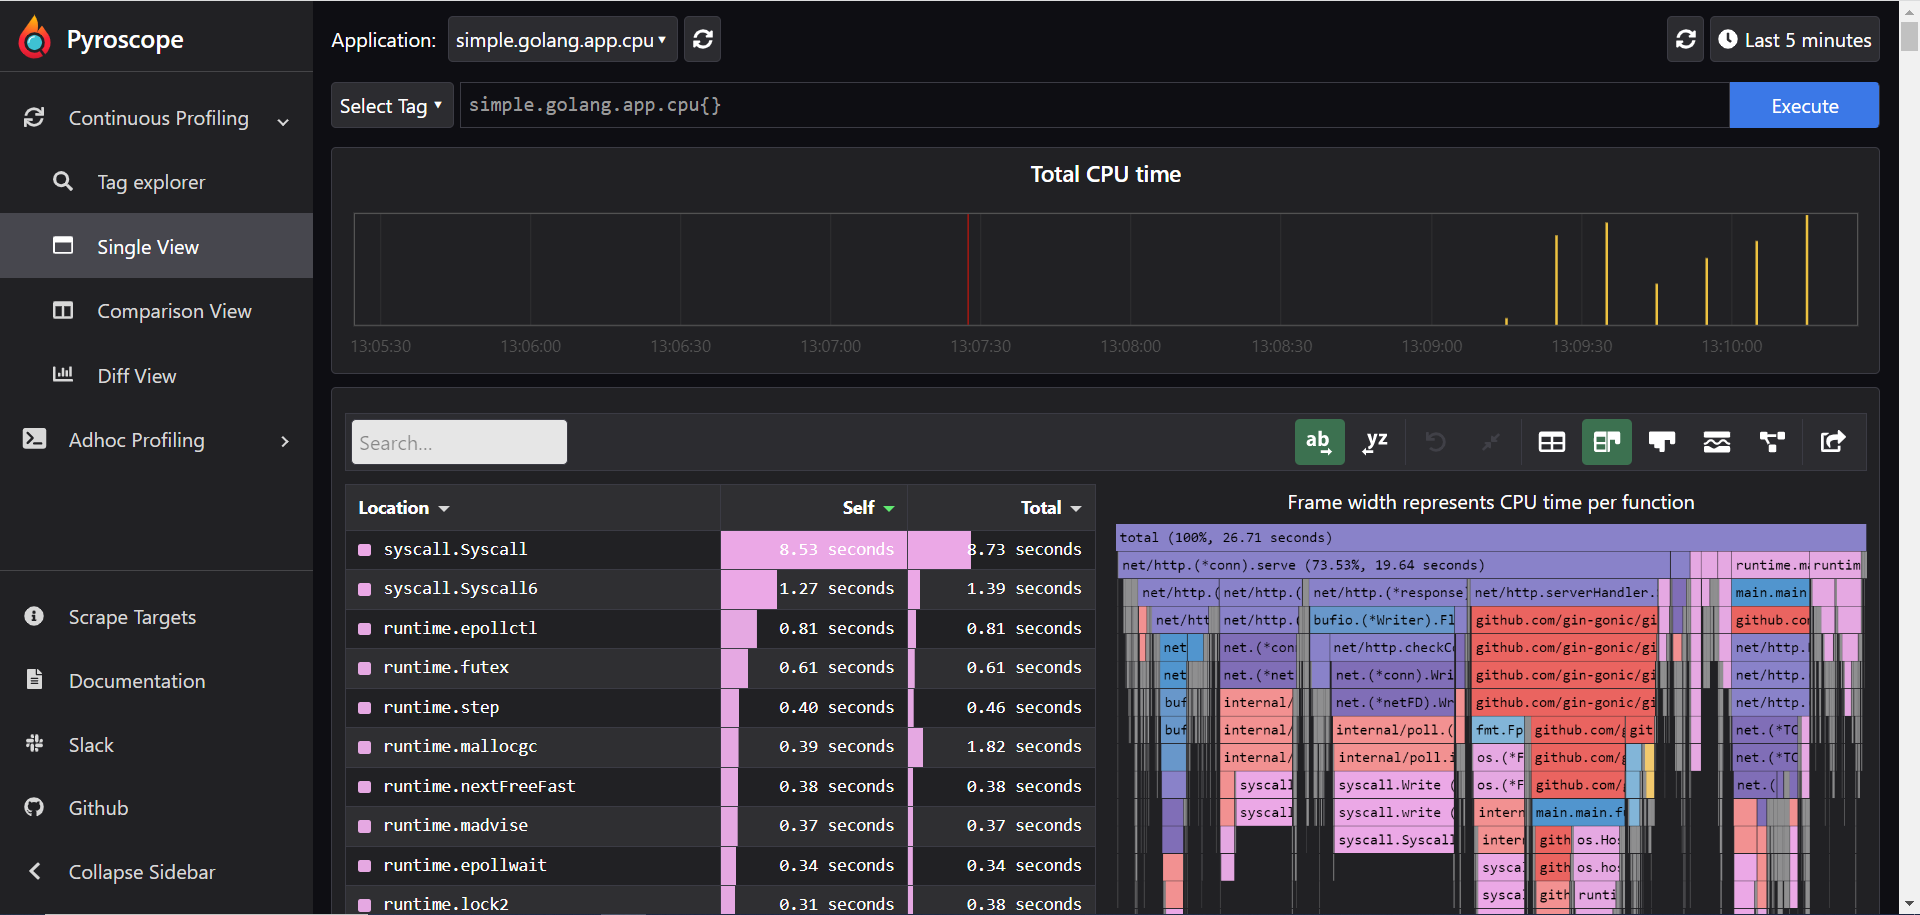 Pyroscope
Continuous Profiling
Tag explorer
Single View
Comparison View
Diff View
Adhoc Profiling
Scrape Targets
Documentation
Slack
Github
Collapse Sidebar
Application: simple.golang.app.cpu Last 5 minutes
Select Tag simple.golang.app.cpu{} Execute
Total CPU time
13:05:30 13:06:00 13:06:30 13:07:00 13:07:30 13:08:00 13:08:30 13:09:00 13:09:30 13:10:00
Search... ab yz
Location Self Total
syscall.Syscall 8.53 seconds 8.73 seconds
syscall.Syscall6 1.27 seconds 1.39 seconds
runtime.epollctl 0.81 seconds 0.81 seconds
runtime.futex 0.61 seconds 0.61 seconds
runtime.step 0.40 seconds 0.46 seconds
runtime.mallocgc 0.39 seconds 1.82 seconds
runtime.nextFreeFast 0.38 seconds 0.38 seconds
runtime.madvise 0.37 seconds 0.37 seconds
runtime.epollwait 0.34 seconds 0.34 seconds
runtime.lock2 0.31 seconds 0.38 seconds
Frame width represents CPU time per function
total (100%, 26.71 seconds)
net/http.(*conn).serve (73.53%, 19.64 seconds) runtime.ma runtim
net/http.( net/http.( net/http.(*response net/http.serverHandler. main.main
net/htt net/http. bufio.(*Writer).Fl github.com/gin-gonic/gi github.co
net net.(*con net/http.checkC github.com/gin-gonic/gi net/http.
net net.(*net net.(*conn).Wri github.com/gin-gonic/gi net/http.
buf internal/ net.(*netFD).Wr github.com/gin-gonic/gi net/http.
buf internal/ internal/poll.( fmt.Fp github.com/g git net.(*TC
internal/ internal/poll.i os.(*F github.com/g net.(*TC
syscall syscall.Write ( os.(*F github.com/ net.(
syscall syscall.write ( intern main.main.f
syscall.Syscall inter gith os.Ho
sysca gith os.ho
sysca gith runti